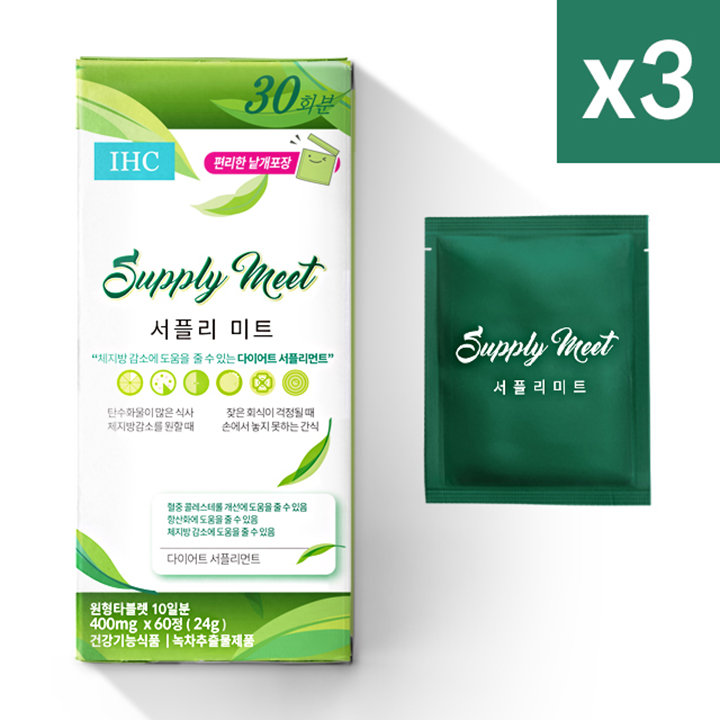 x3
30회분
IHC
편리한 낱개포장
Supply Meet
서플리 미트
“체지방 감소에 도움을 줄 수 있는 다이어트 서플리먼트”
탄수화물이 많은 식사
체지방감소를 원할 때
잦은 회식이 걱정될 때
손에서 놓지 못하는 간식
혈중 콜레스테롤 개선에 도움을 줄 수 있음
항산화에 도움을 줄 수 있음
체지방 감소에 도움을 줄 수 있음
다이어트 서플리먼트
원형타블렛 10일분
400mg x 60정 ( 24g )
건강기능식품 | 녹차추출물제품
Supply Meet
서플리미트